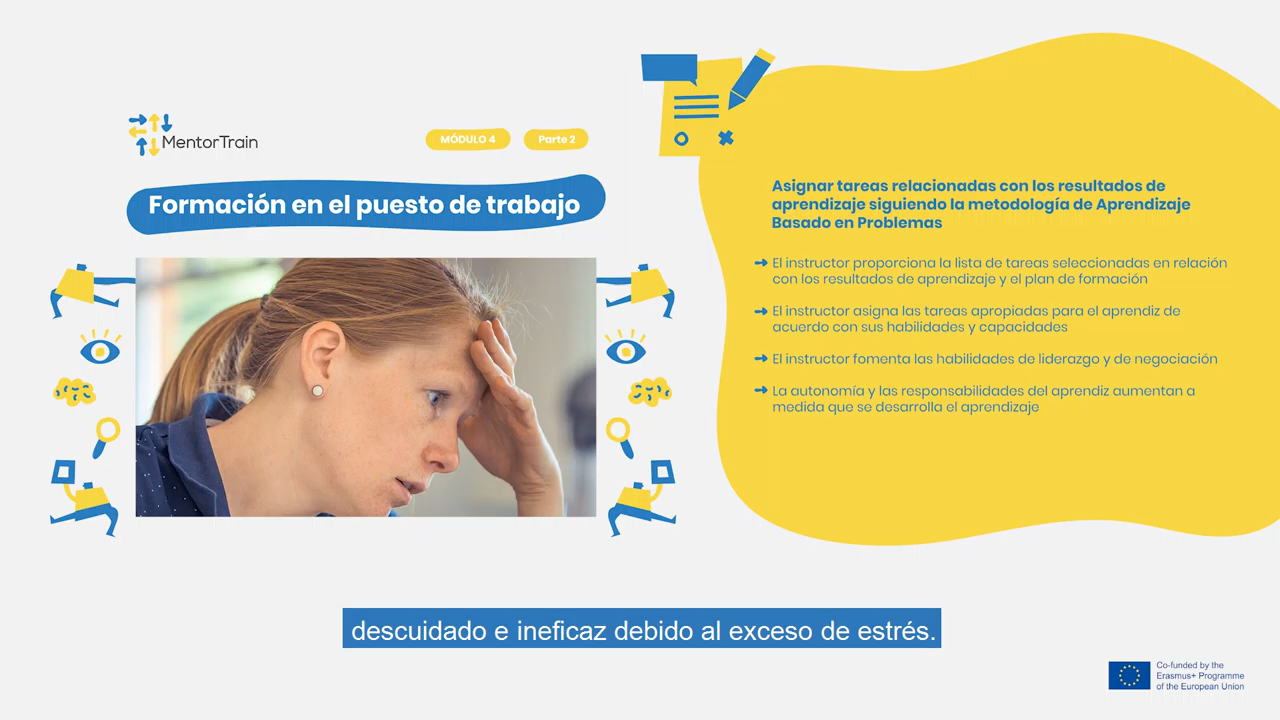 MentorTrain
MÓDULO 4
Parte 2
Formación en el puesto de trabajo
Asignar tareas relacionadas con los resultados de
aprendizaje siguiendo la metodología de Aprendizaje
Basado en Problemas
El instructor proporciona la lista de tareas seleccionadas en relación
con los resultados de aprendizaje y el plan de formación
El instructor asigna las tareas apropiadas para el aprendiz de
acuerdo con sus habilidades y capacidades
El instructor fomenta las habilidades de liderazgo y de negociación
La autonomía y las responsabilidades del aprendiz aumentan a
medida que se desarrolla el aprendizaje
descuidado e ineficaz debido al exceso de estrés.
Co-funded by the
Erasmus+ Programme
of the European Union